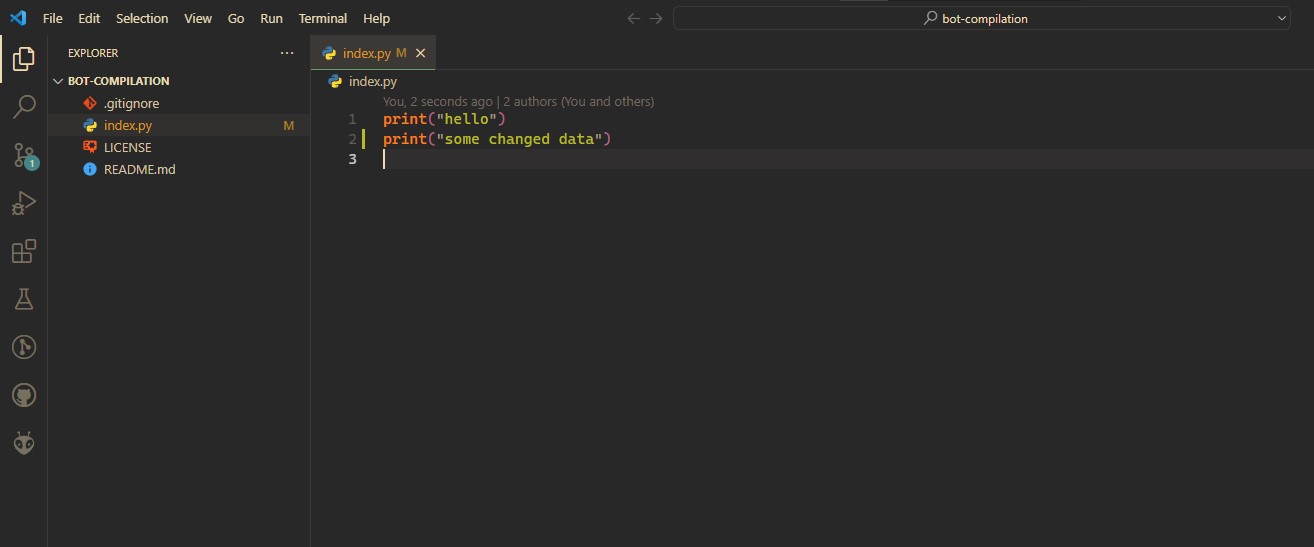 File Edit Selection View Go Run Terminal Help
bot-compilation
EXPLORER
BOT-COMPILATION
.gitignore
index.py M
LICENSE
README.md
1
index.py M
index.py
You, 2 seconds ago | 2 authors (You and others)
1 print("hello")
2 print("some changed data")
3